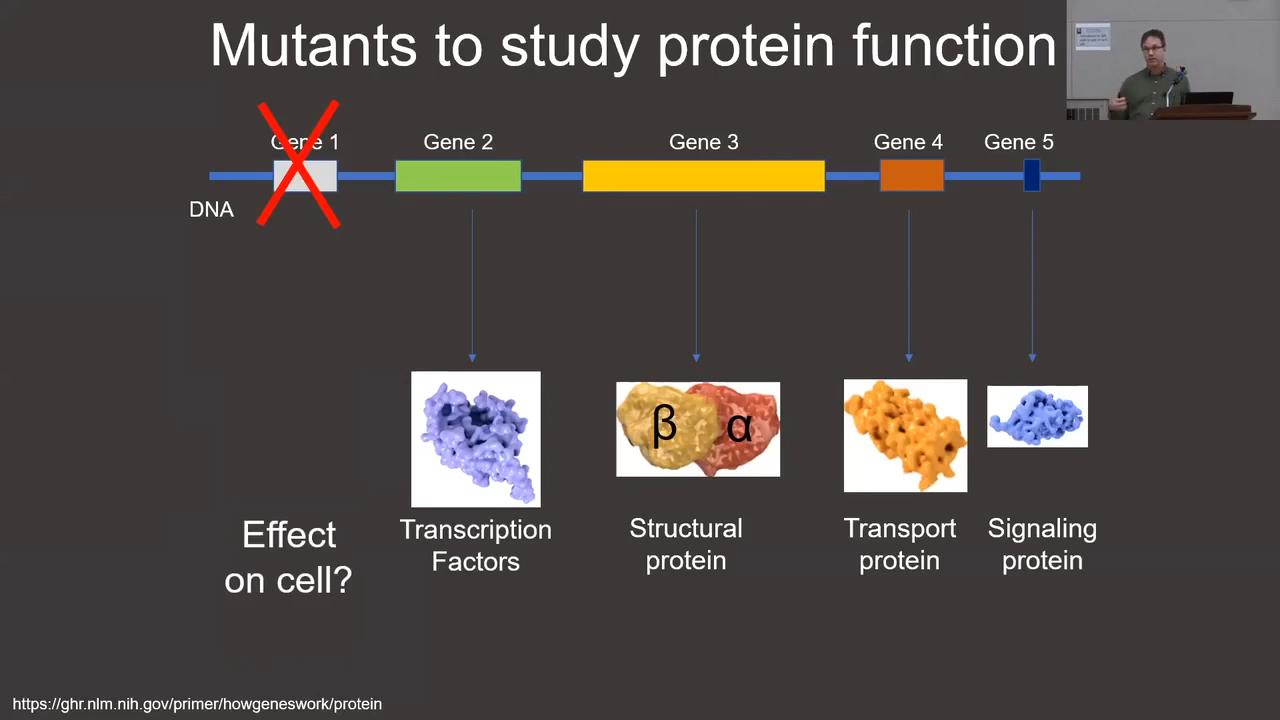 Mutants to study protein function
Gene 1
Gene 2
Gene 3
Gene 4
Gene 5
DNA
β
α
Effect
on cell?
Transcription
Factors
Structural
protein
Transport
protein
Signaling
protein
https://ghr.nlm.nih.gov/primer/howgeneswork/protein